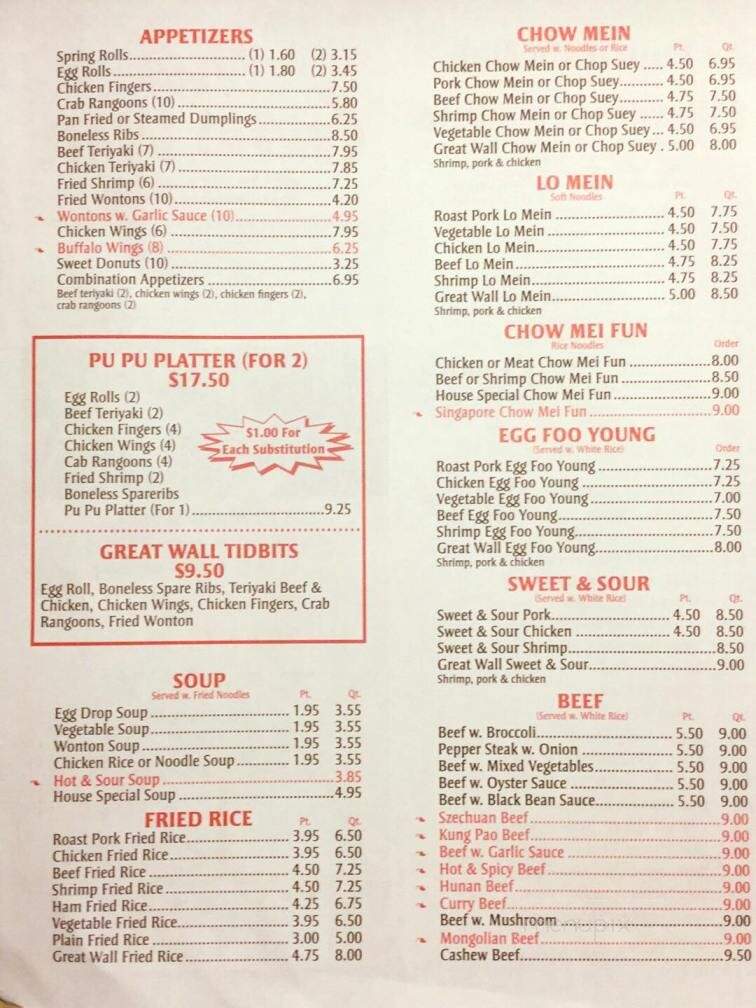 APPETIZERS
Spring Rolls.......................... (1) 1.60 (2) 3.15
Egg Rolls.............................. (1) 1.80 (2) 3.45
Chicken Fingers.......................................7.50
Crab Rangoons (10)..................................5.80
Pan Fried or Steamed Dumplings................6.25
Boneless Ribs..........................................8.50
Beef Teriyaki (7) ......................................7.95
Chicken Teriyaki (7)..................................7.85
Fried Shrimp (6) ......................................7.25
Fried Wontons (10)...................................4.20
Wontons w. Garlic Sauce (10).....................4.95
Chicken Wings (6) ....................................7.95
Buffalo Wings (8) .....................................6.25
Sweet Donuts (10) ....................................3.25
Combination Appetizers ............................6.95
Beef teriyaki (2), chicken wings (2), chicken fingers (2),
crab rangoons (2)
PU PU PLATTER (FOR 2)
$17.50
Egg Rolls (2)
Beef Teriyaki (2)
Chicken Fingers (4)
Chicken Wings (4)
Cab Rangoons (4)
Fried Shrimp (2)
Boneless Spareribs
Pu Pu Platter (For 1)..............................9.25
$1.00 For
Each Substitution
GREAT WALL TIDBITS
$9.50
Egg Roll, Boneless Spare Ribs, Teriyaki Beef &
Chicken, Chicken Wings, Chicken Fingers, Crab
Rangoons, Fried Wonton
SOUP
Served w. Fried Noodles Pt. Qt.
Egg Drop Soup.............................. 1.95 3.55
Vegetable Soup.............................. 1.95 3.55
Wonton Soup................................ 1.95 3.55
Chicken Rice or Noodle Soup........... 1.95 3.55
Hot & Sour Soup ......................................3.85
House Special Soup ..................................4.95
FRIED RICE Pt. Qt.
Roast Pork Fried Rice....................... 3.95 6.50
Chicken Fried Rice........................... 3.95 6.50
Beef Fried Rice ............................... 4.50 7.25
Shrimp Fried Rice ........................... 4.50 7.25
Ham Fried Rice............................... 4.25 6.75
Vegetable Fried Rice........................ 3.95 6.50
Plain Fried Rice .............................. 3.00 5.00
Great Wall Fried Rice....................... 4.75 8.00
CHOW MEIN
Served w. Noodles or Rice Pt. Qt.
Chicken Chow Mein or Chop Suey ..... 4.50 6.95
Pork Chow Mein or Chop Suey.......... 4.50 6.95
Beef Chow Mein or Chop Suey........... 4.75 7.50
Shrimp Chow Mein or Chop Suey ...... 4.75 7.50
Vegetable Chow Mein or Chop Suey... 4.50 6.95
Great Wall Chow Mein or Chop Suey . 5.00 8.00
Shrimp, pork & chicken
LO MEIN
Soft Noodles Pt. Qt.
Roast Pork Lo Mein ......................... 4.50 7.75
Vegetable Lo Mein .......................... 4.50 7.50
Chicken Lo Mein............................. 4.50 7.75
Beef Lo Mein.................................. 4.75 8.25
Shrimp Lo Mein.............................. 4.75 8.25
Great Wall Lo Mein......................... 5.00 8.50
Shrimp, pork & chicken
CHOW MEI FUN
Rice Noodles Order
Chicken or Meat Chow Mei Fun ...................8.00
Beef or Shrimp Chow Mei Fun ....................8.50
House Special Chow Mei Fun......................9.00
Singapore Chow Mei Fun ...........................9.00
EGG FOO YOUNG
(Served w. White Rice) Order
Roast Pork Egg Foo Young.........................7.25
Chicken Egg Foo Young ............................7.25
Vegetable Egg Foo Young..........................7.00
Beef Egg Foo Young.................................7.50
Shrimp Egg Foo Young.............................7.50
Great Wall Egg Foo Young.........................8.00
Shrimp, pork & chicken
SWEET & SOUR
(Served w. White Rice) Pt. Qt.
Sweet & Sour Pork........................... 4.50 8.50
Sweet & Sour Chicken ...................... 4.50 8.50
Sweet & Sour Shrimp................................8.50
Great Wall Sweet & Sour...........................9.00
Shrimp, pork & chicken
BEEF
(Served w. White Rice) Pt. Qt.
Beef w. Broccoli............................... 5.50 9.00
Pepper Steak w. Onion ..................... 5.50 9.00
Beef w. Mixed Vegetables.................. 5.50 9.00
Beef w. Oyster Sauce ....................... 5.50 9.00
Beef w. Black Bean Sauce.................. 5.50 9.00
Szechuan Beef.........................................9.00
Kung Pao Beef.........................................9.00
Beef w. Garlic Sauce ................................9.00
Hot & Spicy Beef......................................9.00
Hunan Beef.............................................9.00
Curry Beef..............................................9.00
Beef w. Mushroom ...................................9.00
Mongolian Beef........................................9.00
Cashew Beef............................................9.50